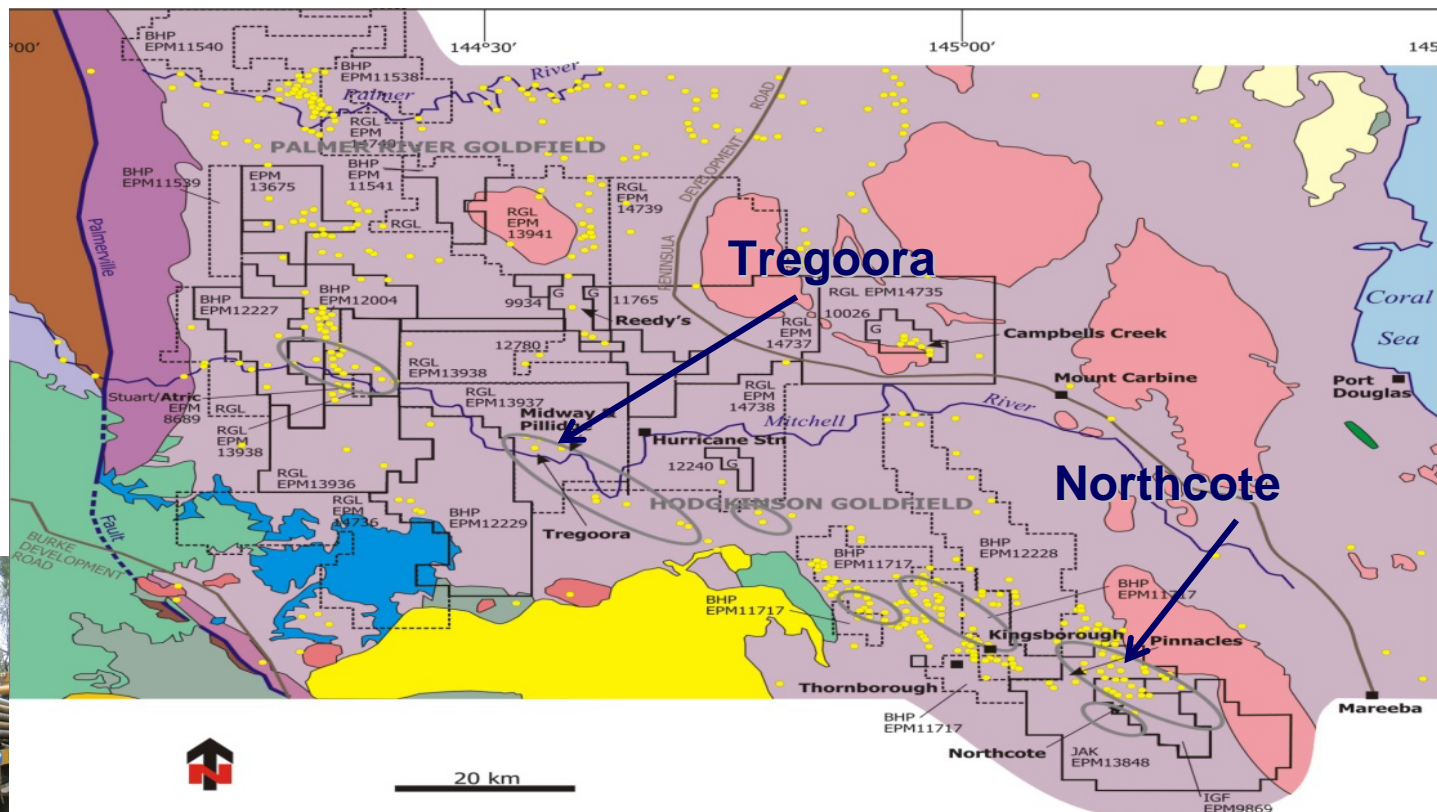 °00'
144°30'
145°00'
145
BHP
EPM11540
BHP
EPM11538
River
Palmer
RGL
EPM
14740
PALMER RIVER GOLDFIELD
BHP
EPM11539
EPM
13675
BHP
EPM
11541
RGL
RGL
EPM
13941
RGL
EPM
14739
DEVELOPMENT
ROAD
PENINSULA
Palmerville
Fault
Tregoora
BHP
EPM12227
BHP
EPM12004
9934
G
G
11765
Reedy's
12780
RGL
EPM13938
RGL EPM14735
10026
G
RGL
EPM
14737
Campbells Creek
Coral
Sea
Mount Carbine
Port
Douglas
Stuart/Atric
EPM
8689
RGL
RGL
EPM
13938
RGL
EPM13937
Midway &
Pillidge
RGL
EPM
14738
Hurricane Stn
Mitchell
River
12240
G
Northcote
RGL
EPM13936
RGL
EPM
14736
BHP
EPM12229
Tregoora
HODGKINSON GOLDFIELD
BURKE
DEVELOPMENT
ROAD
BHP
EPM11717
BHP
EPM12228
BHP
EPM11717
BHP
EPM11717
Kingsborough
Pinnacles
Thornborough
BHP
EPM11717
Mareeba
Northcote
JAK
EPM13848
IGF
EPM9869
N
20 km